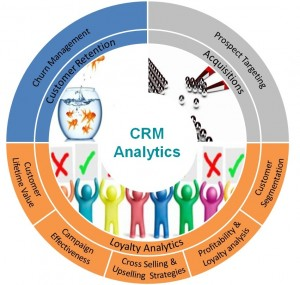 Churn Management
Customer Retention
Prospect Targeting
Acquisitions
CRM
Analytics
Customer
Lifetime Value
Campaign
Effectiveness
Loyalty Analytics
Cross Selling &
Upselling Strategies
Profitability &
Loyalty analysis
Customer
Segmentation